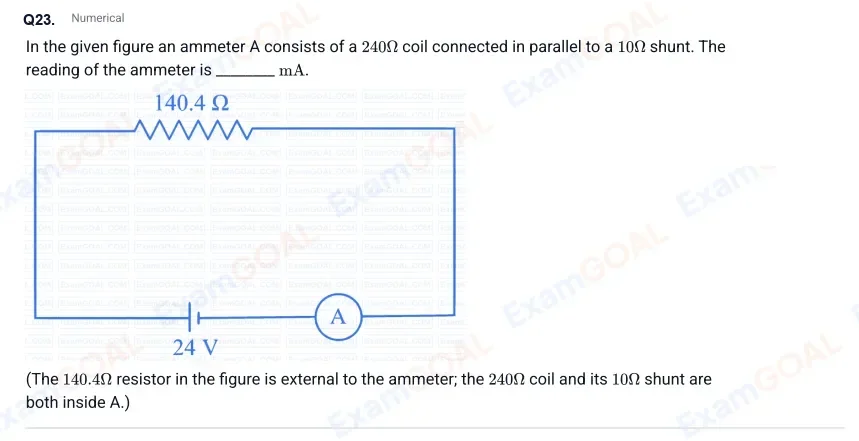 Q23. Numerical
In the given figure an ammeter A consists of a 240Ω coil connected in parallel to a 10Ω shunt. The
reading of the ammeter is _______ mA.
140.4 Ω
A
24 V
(The 140.4Ω resistor in the figure is external to the ammeter; the 240Ω coil and its 10Ω shunt are
both inside A.)
ExamGOAL